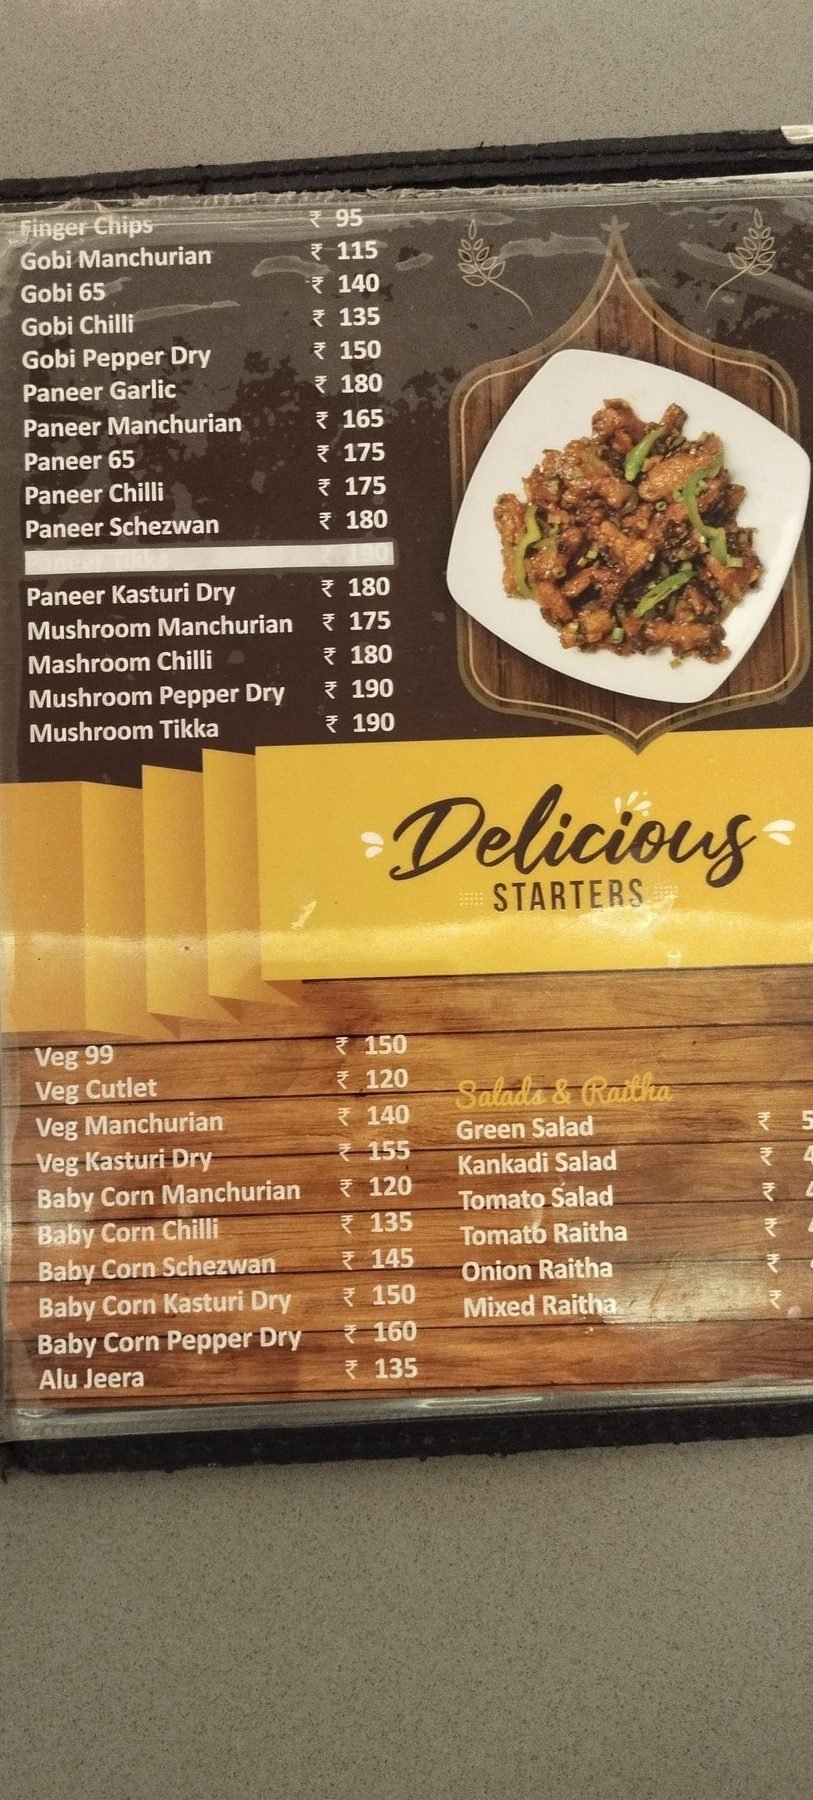 Finger Chips ₹ 95
Gobi Manchurian ₹ 115
Gobi 65 ₹ 140
Gobi Chilli ₹ 135
Gobi Pepper Dry ₹ 150
Paneer Garlic ₹ 180
Paneer Manchurian ₹ 165
Paneer 65 ₹ 175
Paneer Chilli ₹ 175
Paneer Schezwan ₹ 180
Paneer Tikka ₹ 190
Paneer Kasturi Dry ₹ 180
Mushroom Manchurian ₹ 175
Mashroom Chilli ₹ 180
Mushroom Pepper Dry ₹ 190
Mushroom Tikka ₹ 190
Delicious
STARTERS
Veg 99 ₹ 150
Veg Cutlet ₹ 120
Veg Manchurian ₹ 140
Veg Kasturi Dry ₹ 155
Baby Corn Manchurian ₹ 120
Baby Corn Chilli ₹ 135
Baby Corn Schezwan ₹ 145
Baby Corn Kasturi Dry ₹ 150
Baby Corn Pepper Dry ₹ 160
Alu Jeera ₹ 135
Salads & Raitha
Green Salad ₹
Kankadi Salad ₹
Tomato Salad ₹
Tomato Raitha ₹
Onion Raitha ₹
Mixed Raitha ₹